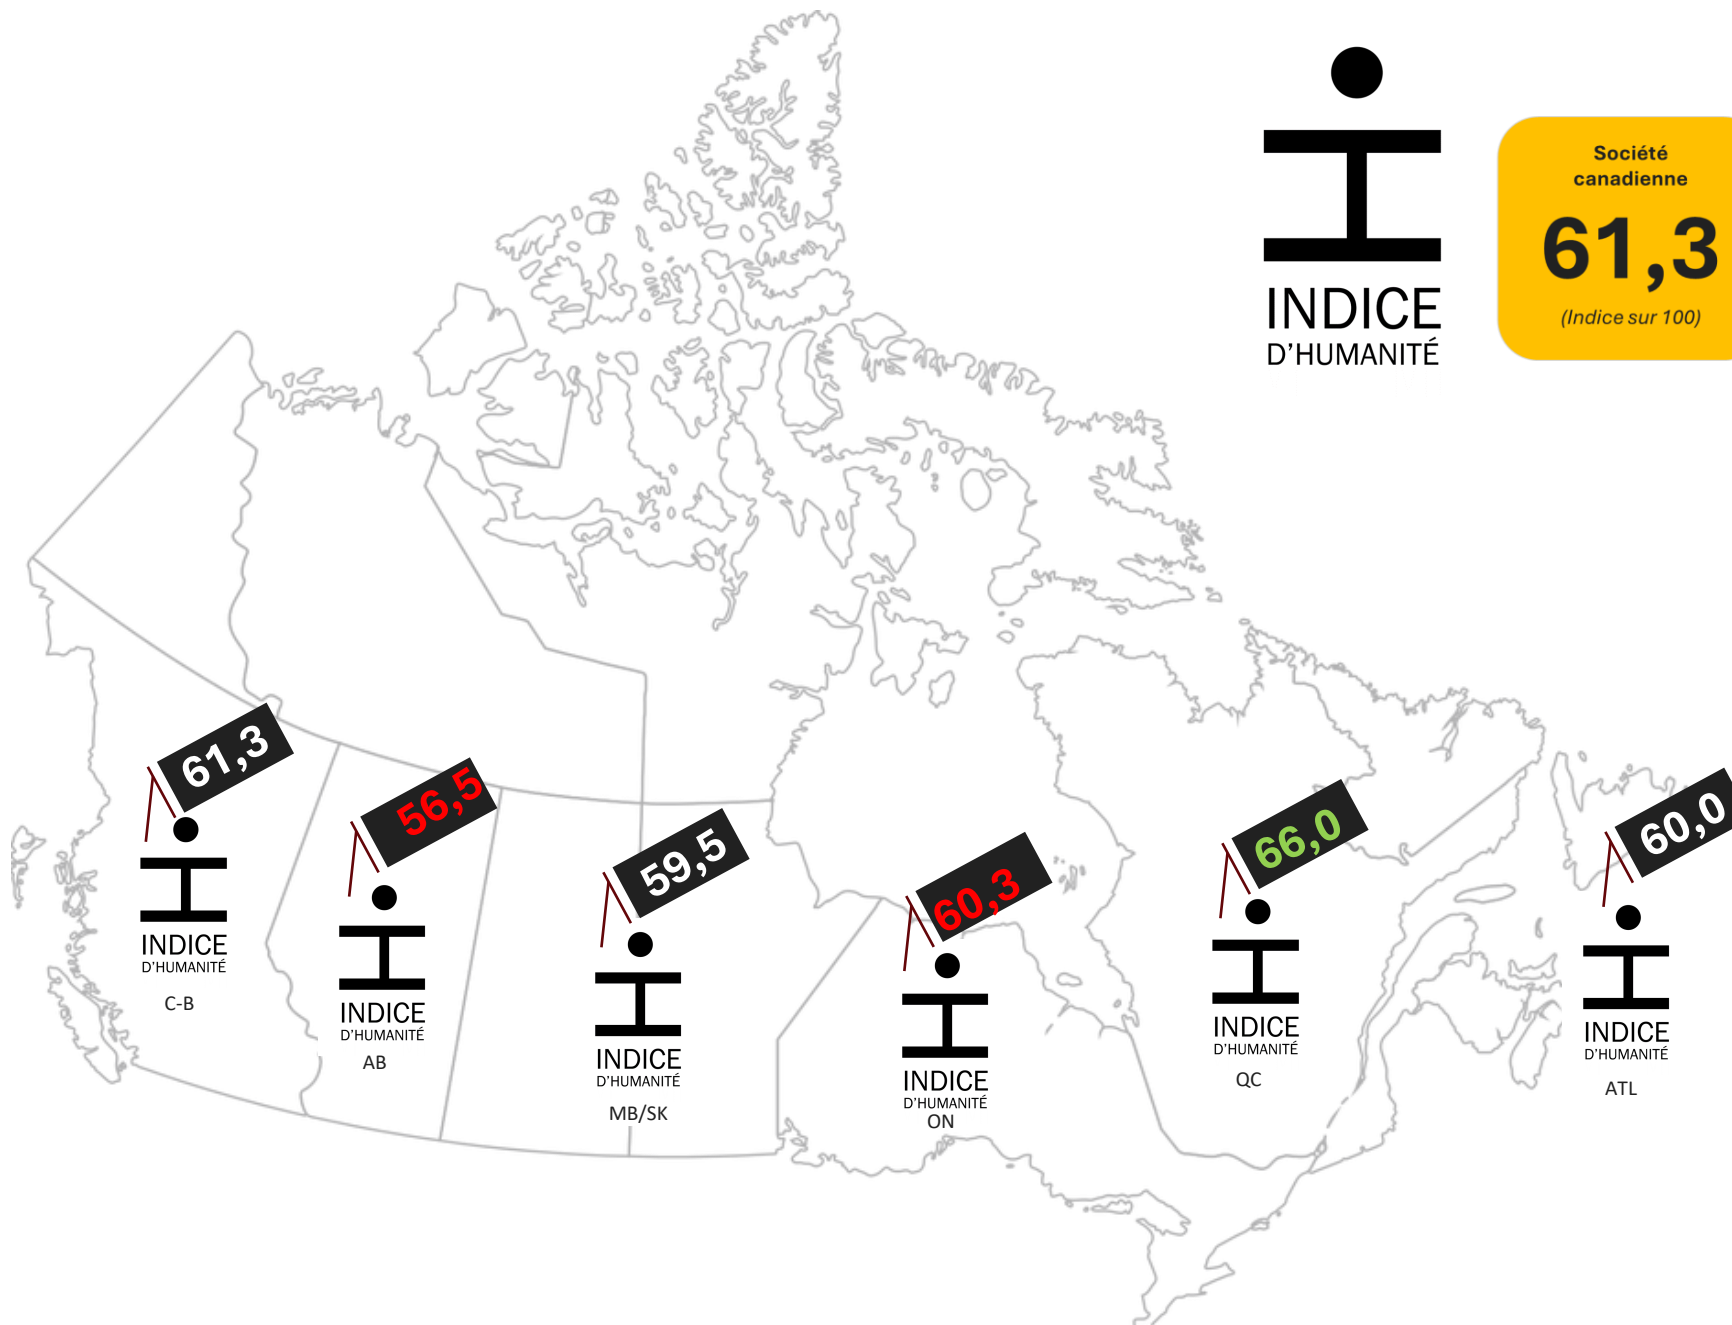 INDICE
D'HUMANITÉ
Société
canadienne
61,3
(Indice sur 100)
61,3
INDICE
D'HUMANITÉ
C-B
56,5
INDICE
D'HUMANITÉ
AB
59,5
INDICE
D'HUMANITÉ
MB/SK
60,3
INDICE
D'HUMANITÉ
ON
66,0
INDICE
D'HUMANITÉ
QC
60,0
INDICE
D'HUMANITÉ
ATL